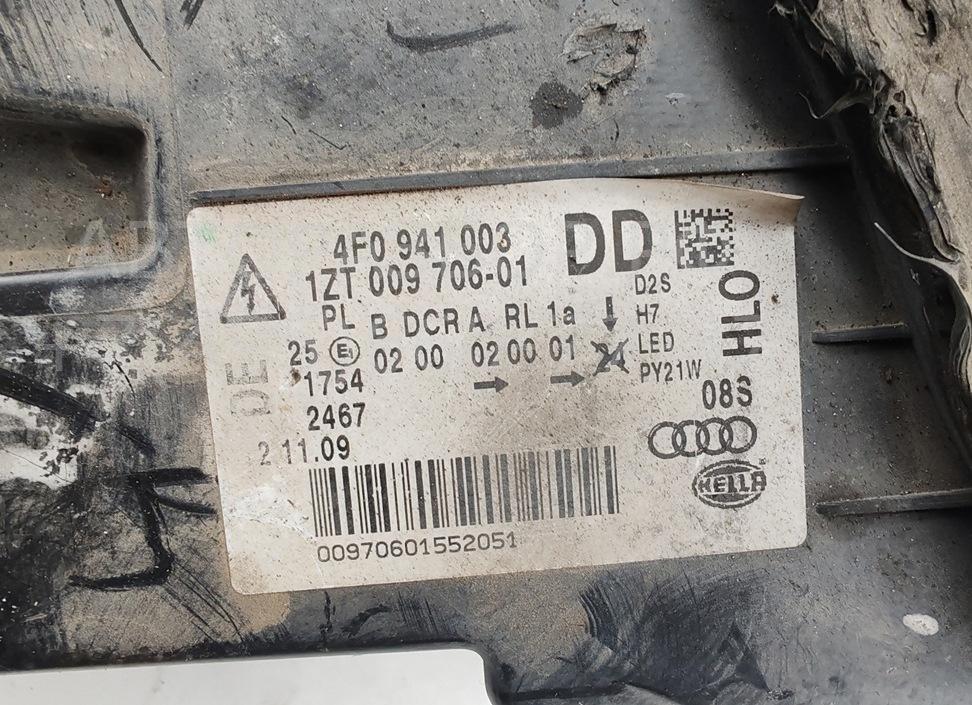 4F0 941 003 DD
1ZT 009 706-01
PL B DCR A RL 1a
D2S
H7
LED
PY21W
HLO
25 E1 02 00 02 00 01 24
1754
2467
DE
2 11.09
08S
HELLA
00970601552051